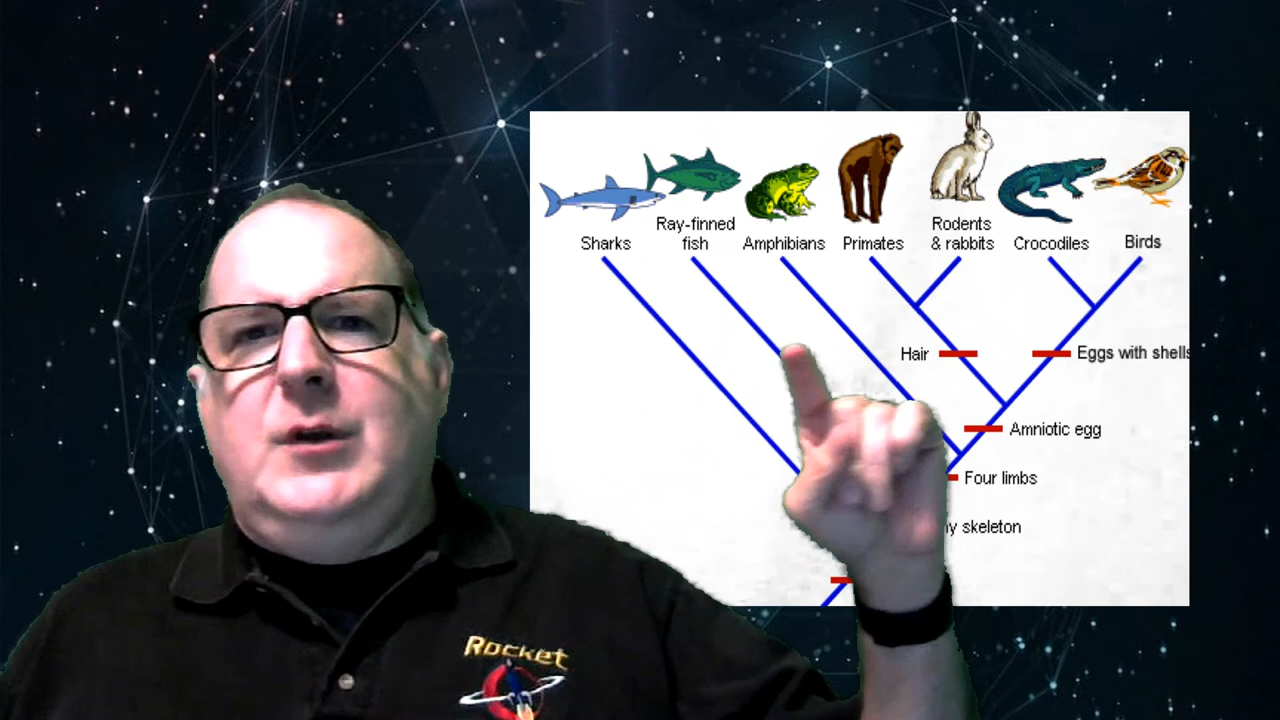 Sharks
Ray-finned
fish
Amphibians
Primates
Rodents
& rabbits
Crocodiles
Birds
Hair
Eggs with shells
Amniotic egg
Four limbs
skeleton
Rocket